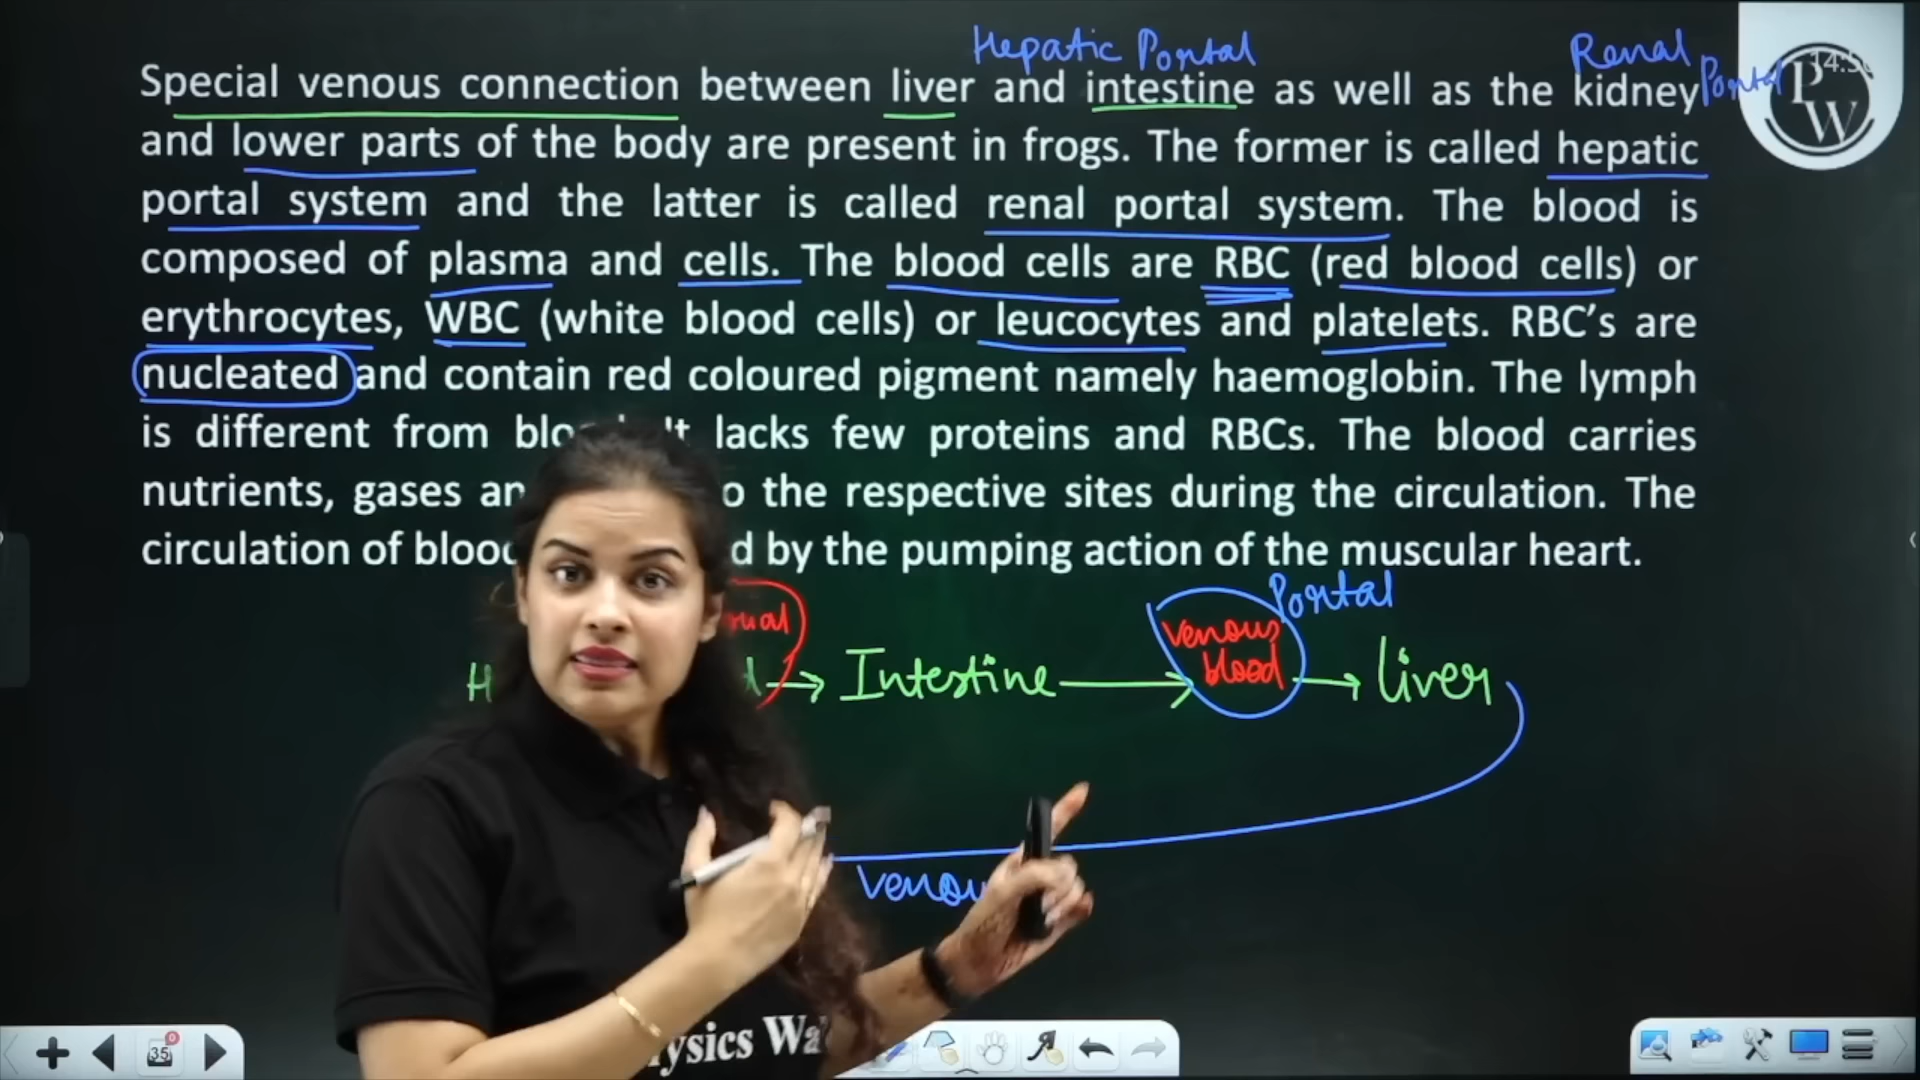 Hepatic Portal
Renal Portal
14:5
P W
Special venous connection between liver and intestine as well as the kidney
and lower parts of the body are present in frogs. The former is called hepatic
portal system and the latter is called renal portal system. The blood is
composed of plasma and cells. The blood cells are RBC (red blood cells) or
erythrocytes, WBC (white blood cells) or leucocytes and platelets. RBC’s are
nucleated and contain red coloured pigment namely haemoglobin. The lymph
is different from It lacks few proteins and RBCs. The blood carries
nutrients, gases the respective sites during the circulation. The
circulation of by the pumping action of the muscular heart.
Portal
venous
blood
H → Intestine → → Liver
ysics Wa
35
0